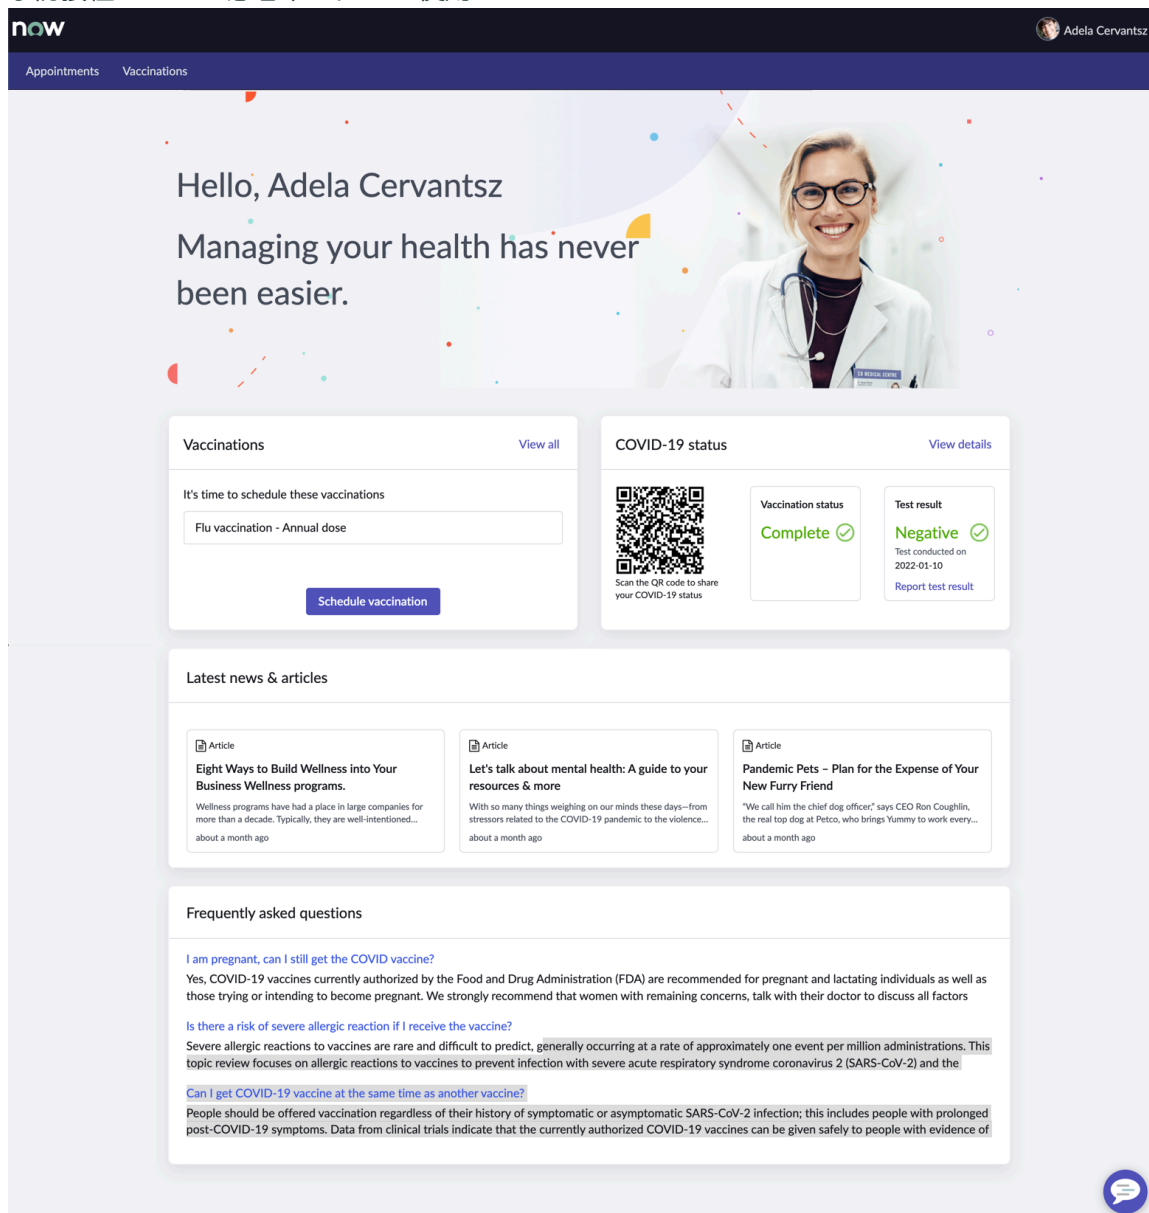 now
Adela Cervantsz
Appointments Vaccinations
Hello, Adela Cervantsz
Managing your health has never
been easier.
CB MEDICAL CENTRE
Vaccinations View all
It's time to schedule these vaccinations
Flu vaccination - Annual dose
Schedule vaccination
COVID-19 status View details
Scan the QR code to share
your COVID-19 status
Vaccination status
Complete
Test result
Negative
Test conducted on
2022-01-10
Report test result
Latest news & articles
Article
Eight Ways to Build Wellness into Your
Business Wellness programs.
Wellness programs have had a place in large companies for
more than a decade. Typically, they are well-intentioned...
about a month ago
Article
Let's talk about mental health: A guide to your
resources & more
With so many things weighing on our minds these days—from
stressors related to the COVID-19 pandemic to the violence...
about a month ago
Article
Pandemic Pets – Plan for the Expense of Your
New Furry Friend
"We call him the chief dog officer," says CEO Ron Coughlin,
the real top dog at Petco, who brings Yummy to work every...
about a month ago
Frequently asked questions
I am pregnant, can I still get the COVID vaccine?
Yes, COVID-19 vaccines currently authorized by the Food and Drug Administration (FDA) are recommended for pregnant and lactating individuals as well as
those trying or intending to become pregnant. We strongly recommend that women with remaining concerns, talk with their doctor to discuss all factors
Is there a risk of severe allergic reaction if I receive the vaccine?
Severe allergic reactions to vaccines are rare and difficult to predict, generally occurring at a rate of approximately one event per million administrations. This
topic review focuses on allergic reactions to vaccines to prevent infection with severe acute respiratory syndrome coronavirus 2 (SARS-CoV-2) and the
Can I get COVID-19 vaccine at the same time as another vaccine?
People should be offered vaccination regardless of their history of symptomatic or asymptomatic SARS-CoV-2 infection; this includes people with prolonged
post-COVID-19 symptoms. Data from clinical trials indicate that the currently authorized COVID-19 vaccines can be given safely to people with evidence of